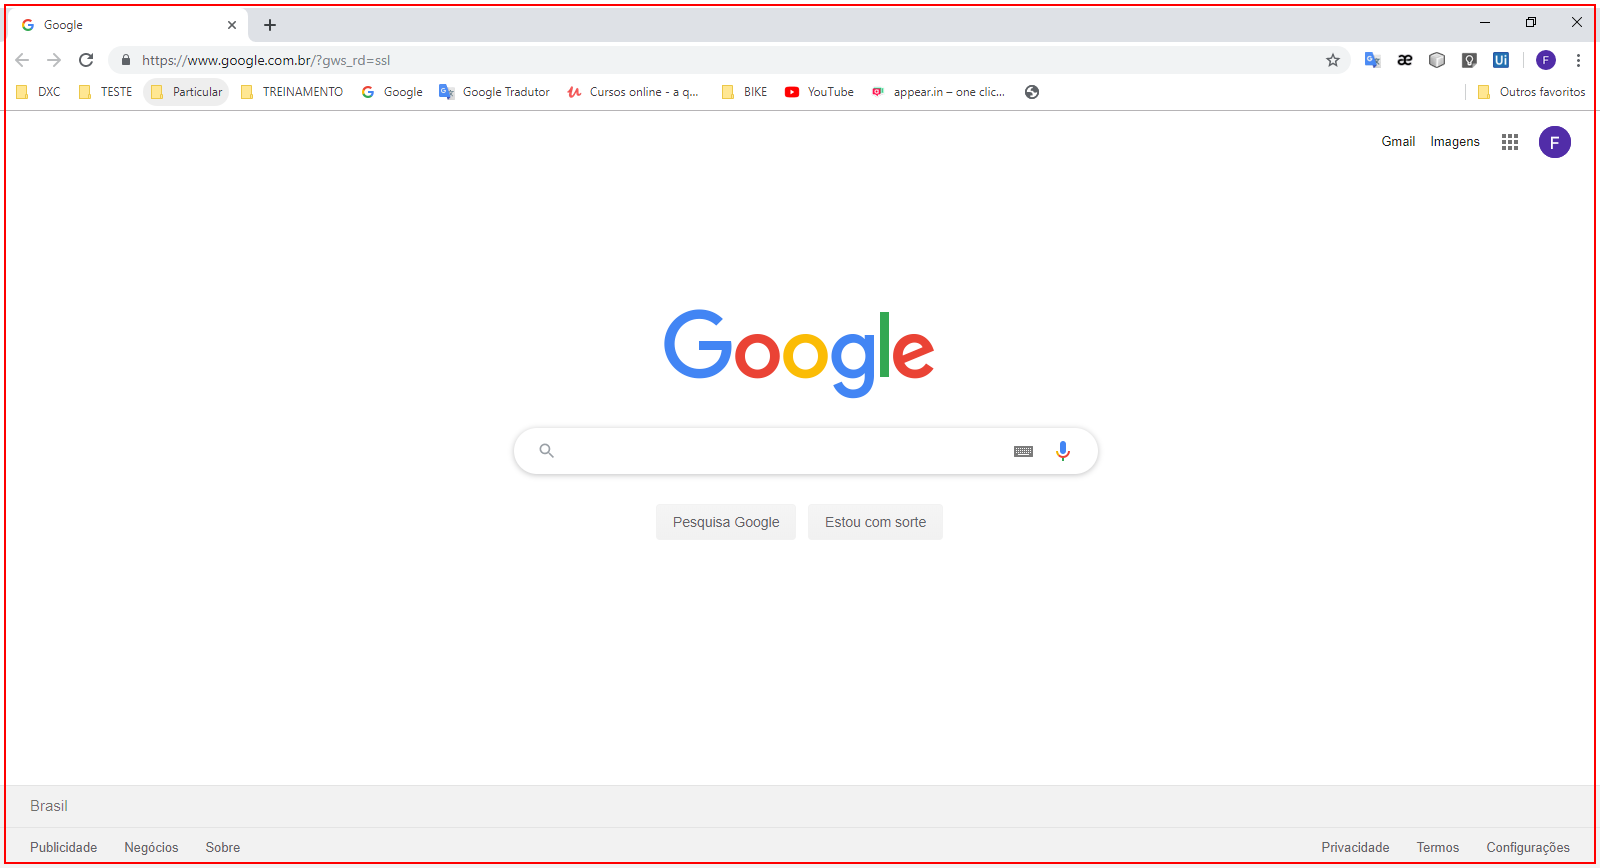 Google
https://www.google.com.br/?gws_rd=ssl
æ Ui F
DXC TESTE Particular TREINAMENTO Google Google Tradutor Cursos online - a q... BIKE YouTube appear.in – one clic... Outros favoritos
Gmail Imagens F
Google
Pesquisa Google Estou com sorte
Brasil
Publicidade Negócios Sobre Privacidade Termos Configurações